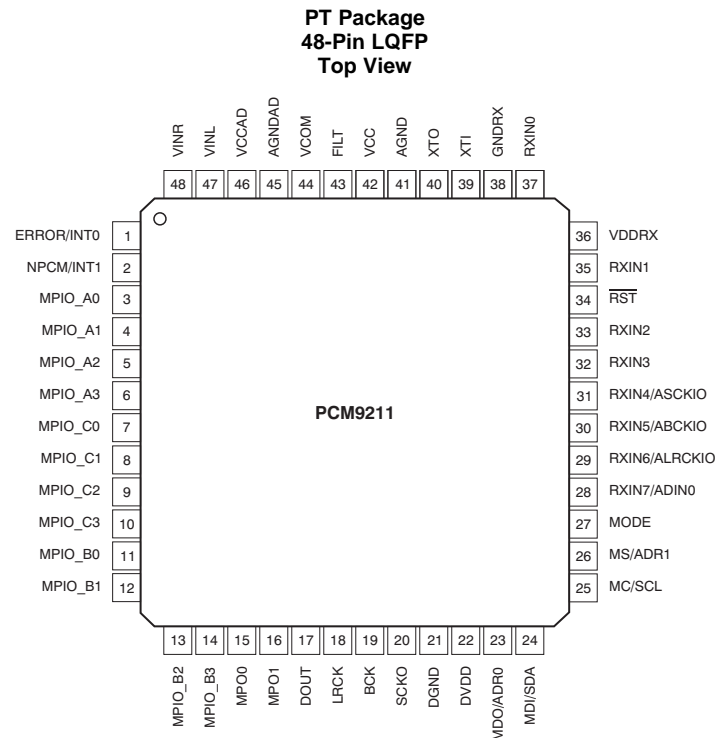 PT Package
48-Pin LQFP
Top View
VINR
VINL
VCCAD
AGNDAD
VCOM
FILT
VCC
AGND
XTO
XTI
GNDRX
RXIN0
48 47 46 45 44 43 42 41 40 39 38 37
ERROR/INT0 1
NPCM/INT1 2
MPIO_A0 3
MPIO_A1 4
MPIO_A2 5
MPIO_A3 6
MPIO_C0 7
MPIO_C1 8
MPIO_C2 9
MPIO_C3 10
MPIO_B0 11
MPIO_B1 12
PCM9211
36 VDDRX
35 RXIN1
34 RST
33 RXIN2
32 RXIN3
31 RXIN4/ASCKIO
30 RXIN5/ABCKIO
29 RXIN6/ALRCKIO
28 RXIN7/ADIN0
27 MODE
26 MS/ADR1
25 MC/SCL
13 14 15 16 17 18 19 20 21 22 23 24
MPIO_B2
MPIO_B3
MPO0
MPO1
DOUT
LRCK
BCK
SCKO
DGND
DVDD
MDO/ADR0
MDI/SDA